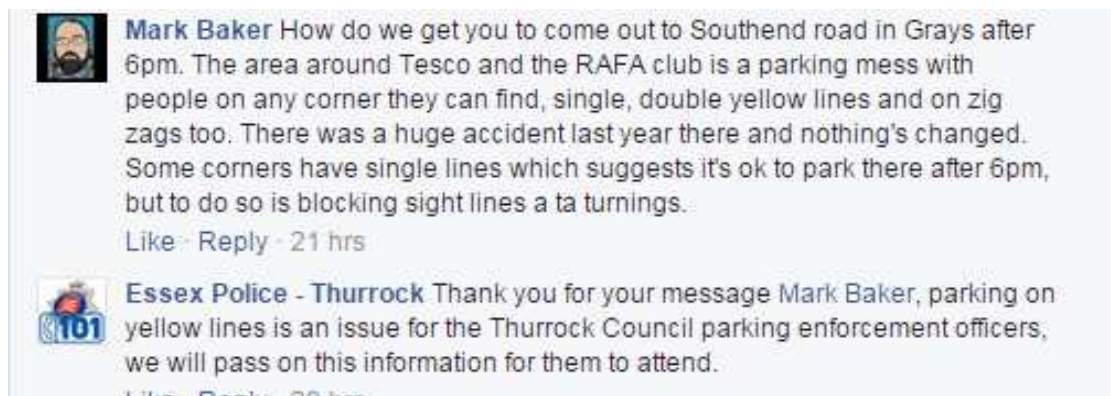 Mark Baker How do we get you to come out to Southend road in Grays after
6pm. The area around Tesco and the RAFA club is a parking mess with
people on any corner they can find, single, double yellow lines and on zig
zags too. There was a huge accident last year there and nothing's changed.
Some corners have single lines which suggests it's ok to park there after 6pm,
but to do so is blocking sight lines a ta turnings.
Like · Reply · 21 hrs
Essex Police - Thurrock Thank you for your message Mark Baker, parking on
101 yellow lines is an issue for the Thurrock Council parking enforcement officers,
we will pass on this information for them to attend.
Like · Reply